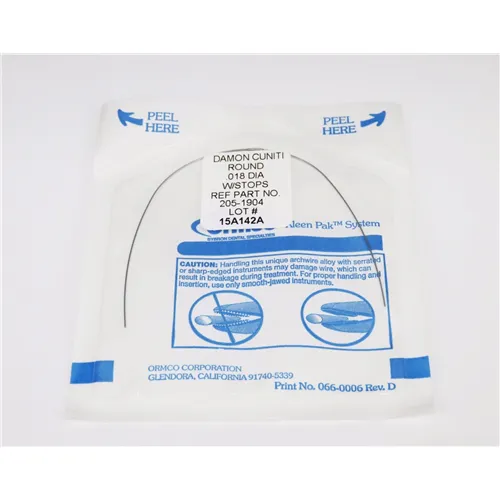 PEEL
HERE
PEEL
HERE
DAMON CUNITI
ROUND
018 DIA
W/STOPS
REF PART NO.
205-1904
LOT #
15A142A
Pak™ System
SYBRON DENTAL SPECIALTIES
CAUTION: Handling this unique archwire alloy with serrated
or sharp-edged instruments may damage wire, which can
result in breakage during treatment. For proper handling and
insertion, use only smooth-jawed instruments.
ORMCO CORPORATION
GLENDORA, CALIFORNIA 91740-5339
Print No. 066-0006 Rev. D